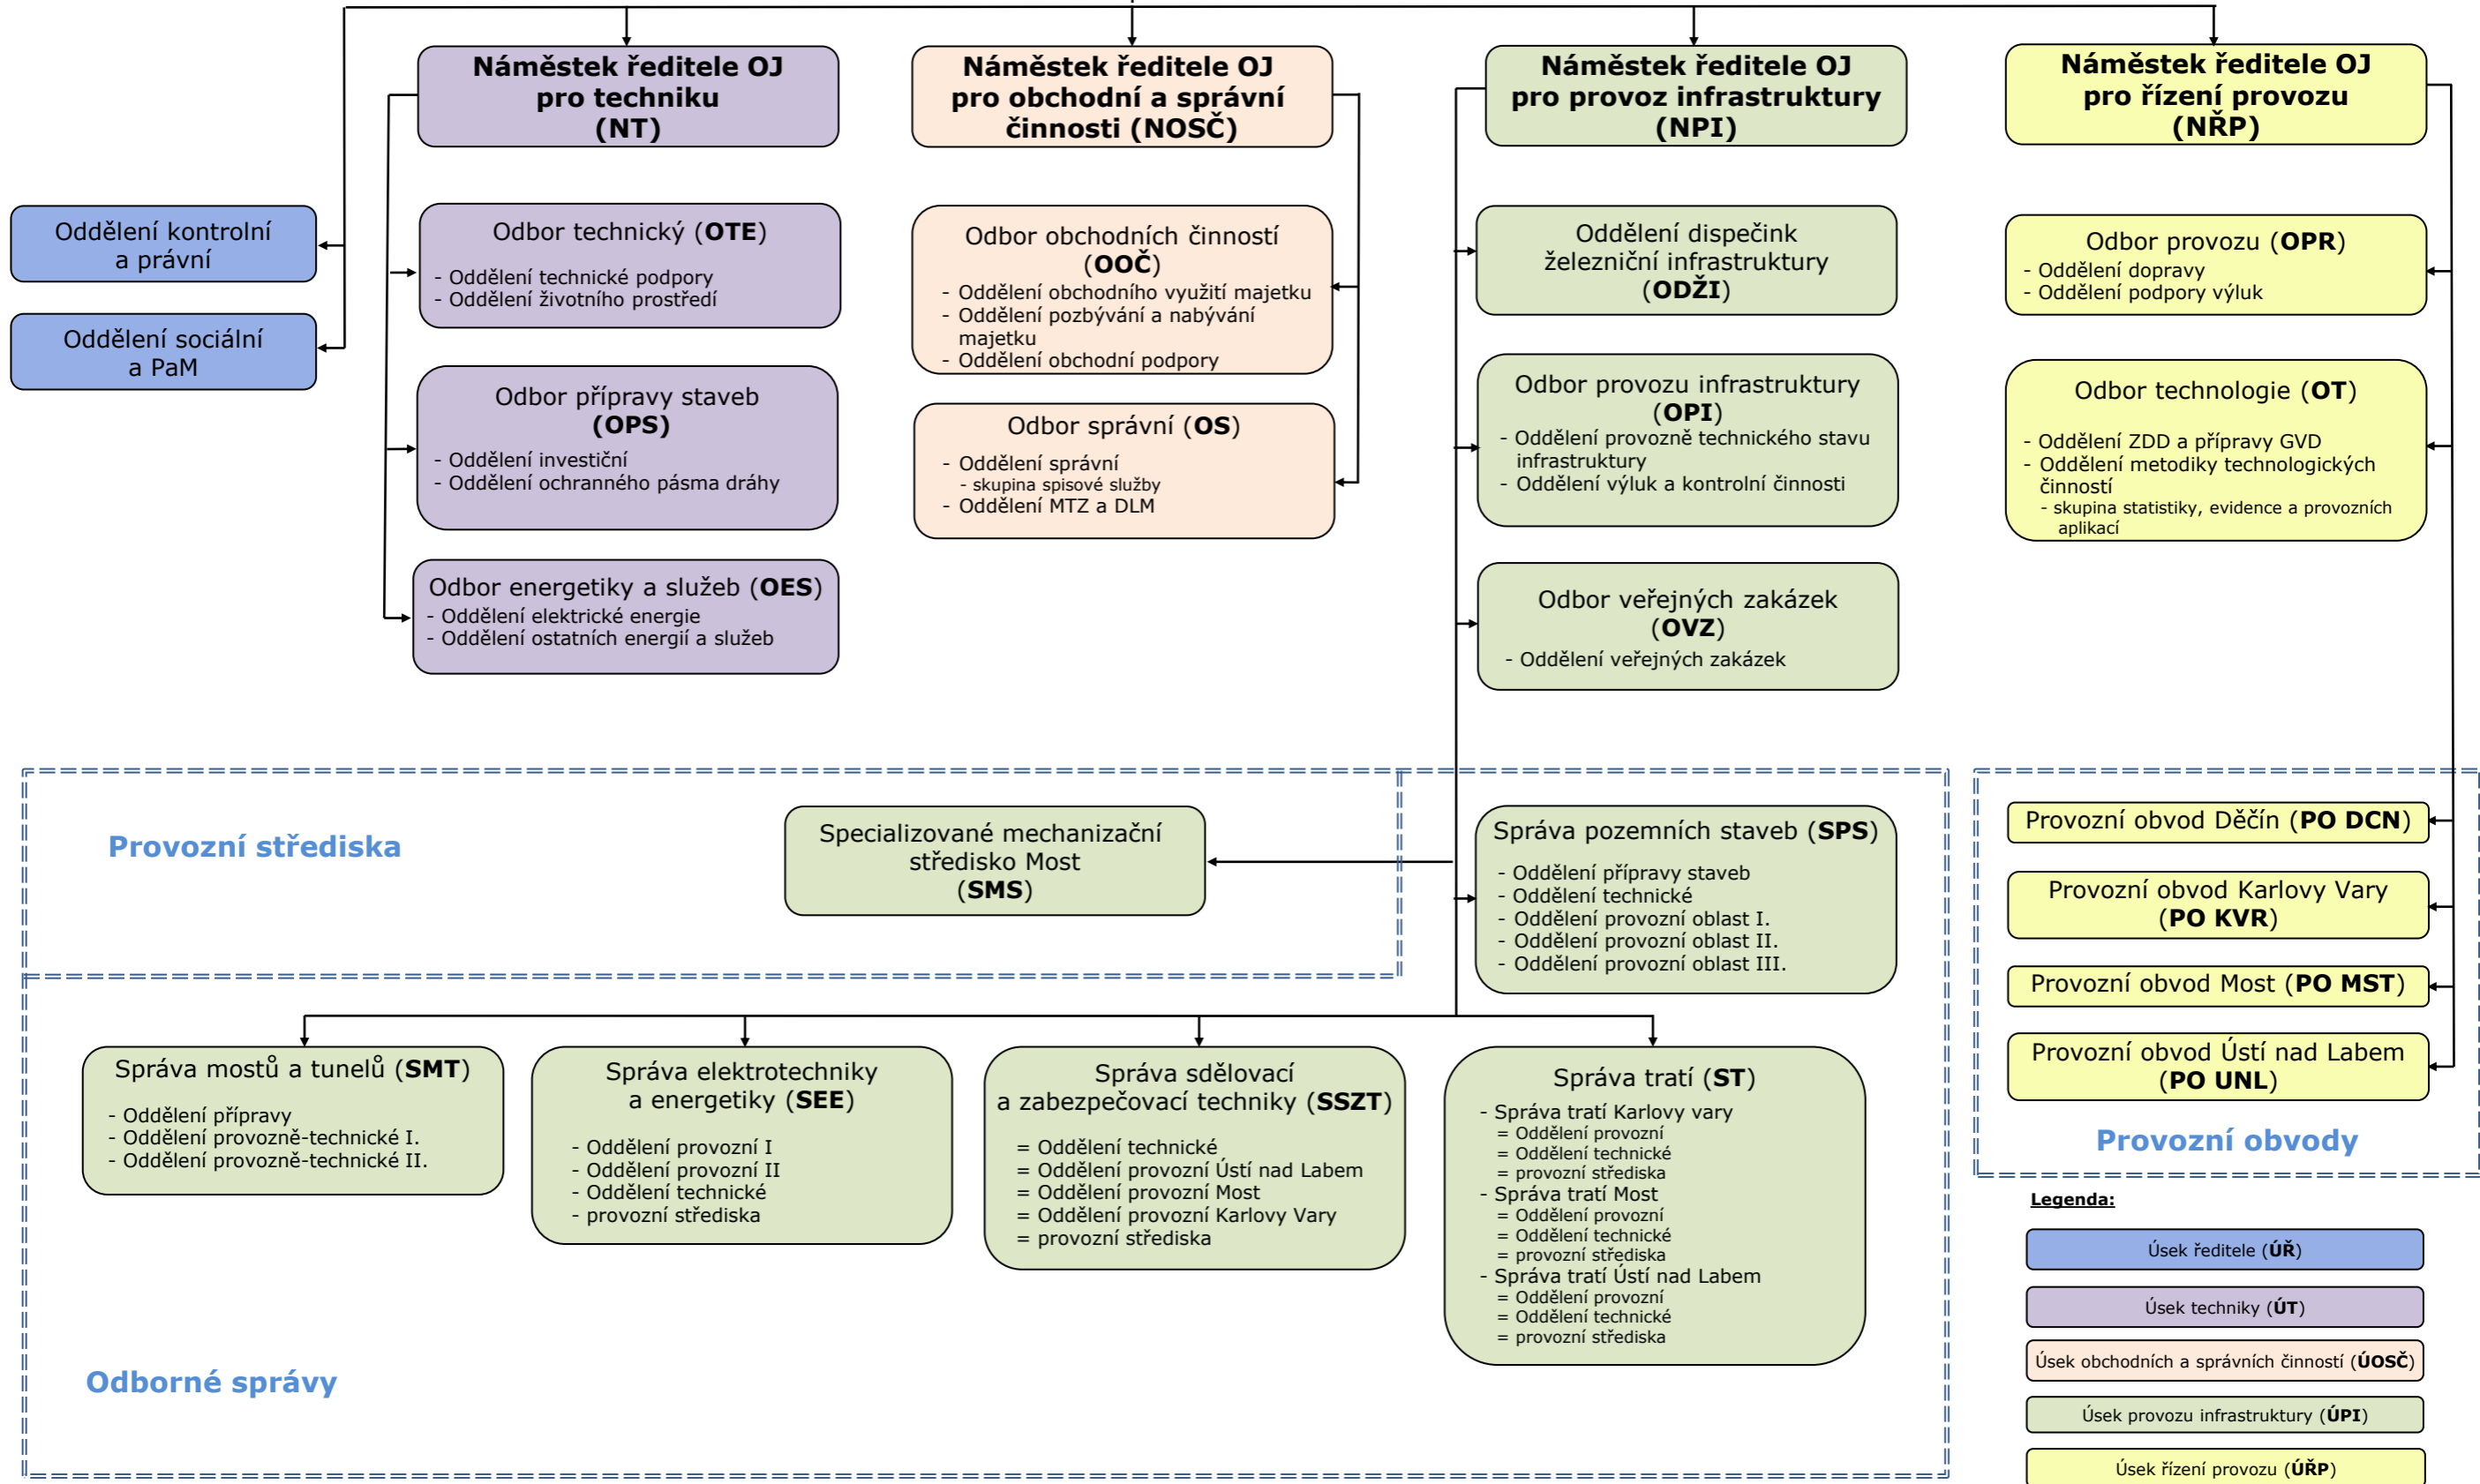 Náměstek ředitele OJ
pro techniku
(NT)
Náměstek ředitele OJ
pro obchodní a správní
činnosti (NOSČ)
Náměstek ředitele OJ
pro provoz infrastruktury
(NPI)
Náměstek ředitele OJ
pro řízení provozu
(NŘP)
Oddělení kontrolní
a právní
Oddělení sociální
a PaM
Odbor technický (OTE)
- Oddělení technické podpory
- Oddělení životního prostředí
Odbor přípravy staveb
(OPS)
- Oddělení investiční
- Oddělení ochranného pásma dráhy
Odbor energetiky a služeb (OES)
- Oddělení elektrické energie
- Oddělení ostatních energií a služeb
Odbor obchodních činností
(OOČ)
- Oddělení obchodního využití majetku
- Oddělení pozbývání a nabývání
majetku
- Oddělení obchodní podpory
Odbor správní (OS)
- Oddělení správní
- skupina spisové služby
- Oddělení MTZ a DLM
Oddělení dispečink
železniční infrastruktury
(ODŽI)
Odbor provozu infrastruktury
(OPI)
- Oddělení provozně technického stavu
infrastruktury
- Oddělení výluk a kontrolní činnosti
Odbor veřejných zakázek
(OVZ)
- Oddělení veřejných zakázek
Odbor provozu (OPR)
- Oddělení dopravy
- Oddělení podpory výluk
Odbor technologie (OT)
- Oddělení ZDD a přípravy GVD
- Oddělení metodiky technologických
činností
- skupina statistiky, evidence a provozních
aplikací
Provozní střediska
Specializované mechanizační
středisko Most
(SMS)
Správa pozemních staveb (SPS)
- Oddělení přípravy staveb
- Oddělení technické
- Oddělení provozní oblast I.
- Oddělení provozní oblast II.
- Oddělení provozní oblast III.
Provozní obvod Děčín (PO DCN)
Provozní obvod Karlovy Vary
(PO KVR)
Provozní obvod Most (PO MST)
Provozní obvod Ústí nad Labem
(PO UNL)
Provozní obvody
Správa mostů a tunelů (SMT)
- Oddělení přípravy
- Oddělení provozně-technické I.
- Oddělení provozně-technické II.
Správa elektrotechniky
a energetiky (SEE)
- Oddělení provozní I
- Oddělení provozní II
- Oddělení technické
- provozní střediska
Správa sdělovací
a zabezpečovací techniky (SSZT)
= Oddělení technické
= Oddělení provozní Ústí nad Labem
= Oddělení provozní Most
= Oddělení provozní Karlovy Vary
= provozní střediska
Správa tratí (ST)
- Správa tratí Karlovy vary
= Oddělení provozní
= Oddělení technické
= provozní střediska
- Správa tratí Most
= Oddělení provozní
= Oddělení technické
= provozní střediska
- Správa tratí Ústí nad Labem
= Oddělení provozní
= Oddělení technické
= provozní střediska
Odborné správy
Legenda:
Úsek ředitele (ÚŘ)
Úsek techniky (ÚT)
Úsek obchodních a správních činností (ÚOSČ)
Úsek provozu infrastruktury (ÚPI)
Úsek řízení provozu (ÚŘP)